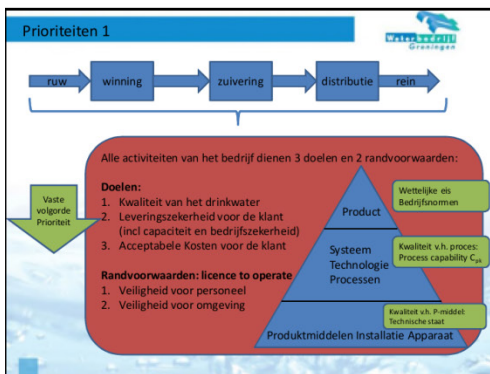 Prioriteiten 1
Waterbedrijf
Groningen
ruw
winning
zuivering
distributie
rein
Alle activiteiten van het bedrijf dienen 3 doelen en 2 randvoorwaarden:
Vaste
volgorde
Prioriteit
Doelen:
1. Kwaliteit van het drinkwater
2. Leveringszekerheid voor de klant
(incl capaciteit en bedrijfszekerheid)
3. Acceptabele Kosten voor de klant
Randvoorwaarden: licence to operate
1. Veiligheid voor personeel
2. Veiligheid voor omgeving
Product
Systeem
Technologie
Processen
Produktmiddelen Installatie Apparaat
Wettelijke eis
Bedrijfsnormen
Kwaliteit v.h. proces:
Process capability Cpk
Kwaliteit v.h. P-middel:
Technische staat